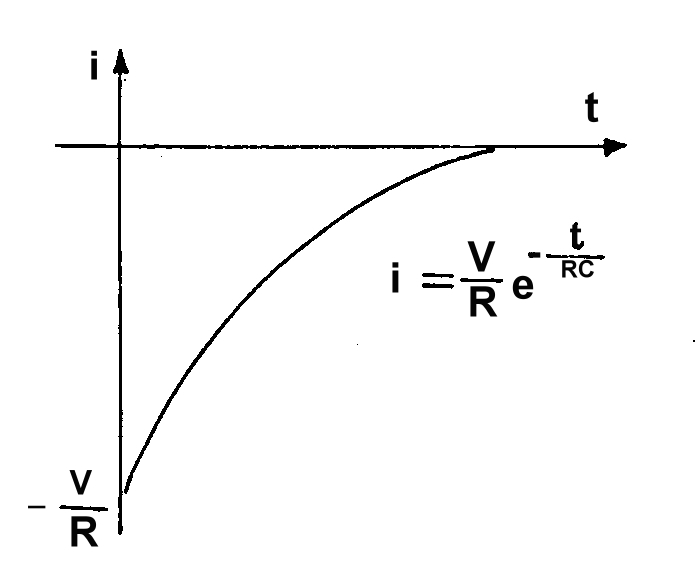 i
t
i = V/R e^-t/RC
- V/R